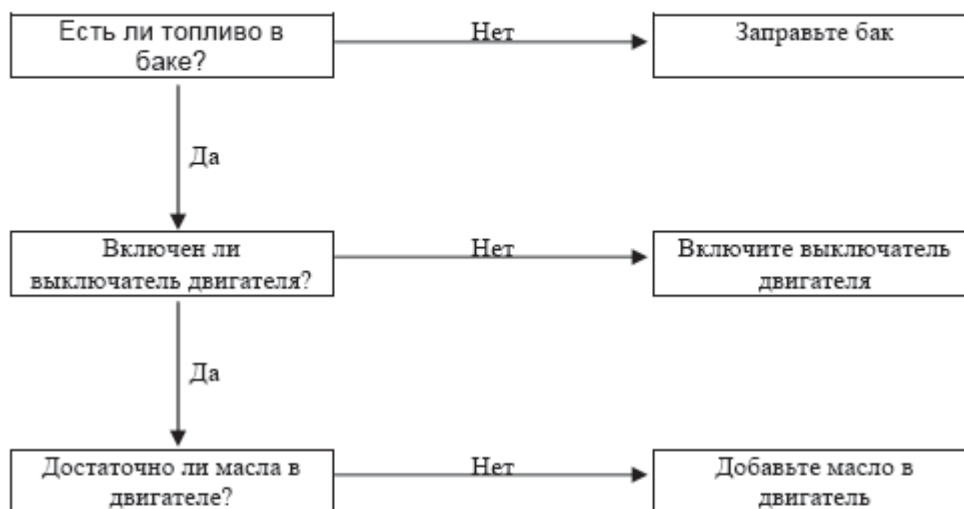 Есть ли топливо в
баке?
Нет
Заправьте бак
Да
Включен ли
выключатель двигателя?
Нет
Включите выключатель
двигателя
Да
Достаточно ли масла в
двигателе?
Нет
Добавьте масло в
двигатель